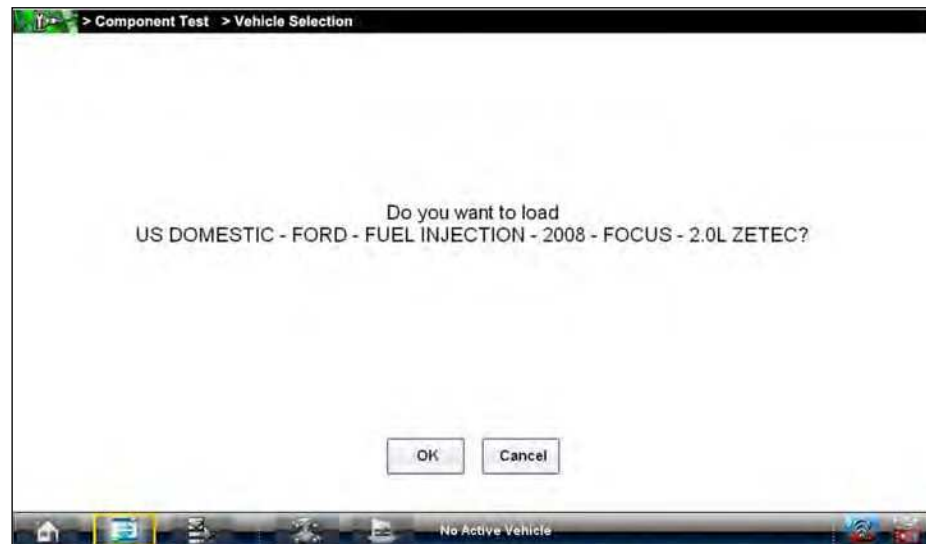 > Component Test > Vehicle Selection
Do you want to load
US DOMESTIC - FORD - FUEL INJECTION - 2008 - FOCUS - 2.0L ZETEC?
OK Cancel
No Active Vehicle